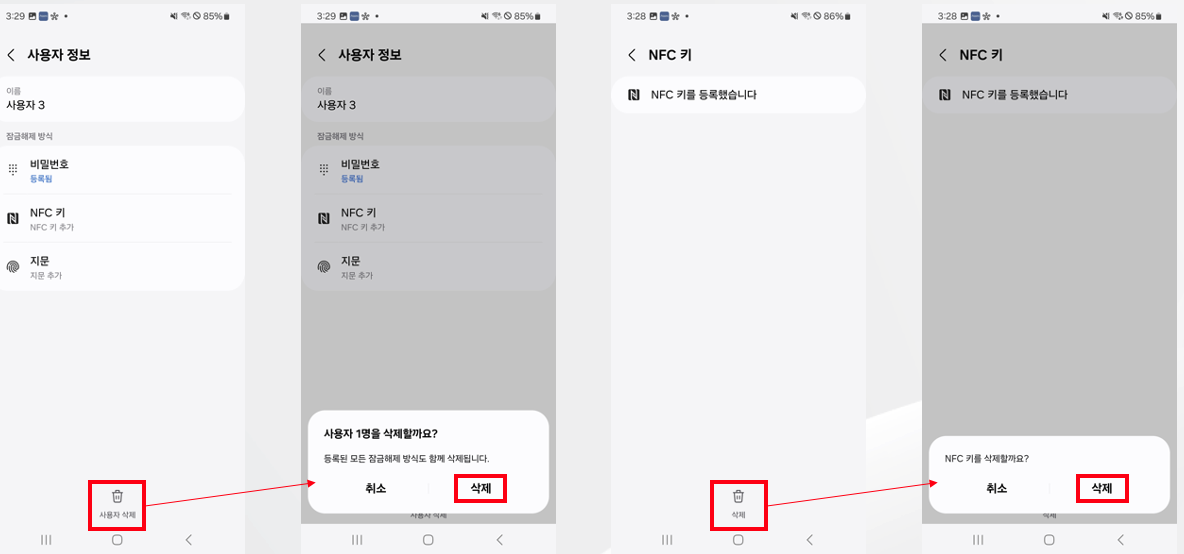 3:29
85%
사용자 정보
이름
사용자 3
잠금해제 방식
비밀번호
등록됨
NFC 키
NFC 키 추가
지문
지문 추가
사용자 삭제
3:29
85%
사용자 정보
이름
사용자 3
잠금해제 방식
비밀번호
등록됨
NFC 키
NFC 키 추가
지문
지문 추가
사용자 1명을 삭제할까요?
등록된 모든 잠금해제 방식도 함께 삭제됩니다.
취소
삭제
사용자 삭제
3:28
86%
NFC 키
NFC 키를 등록했습니다
삭제
3:28
85%
NFC 키
NFC 키를 등록했습니다
NFC 키를 삭제할까요?
취소
삭제
삭제